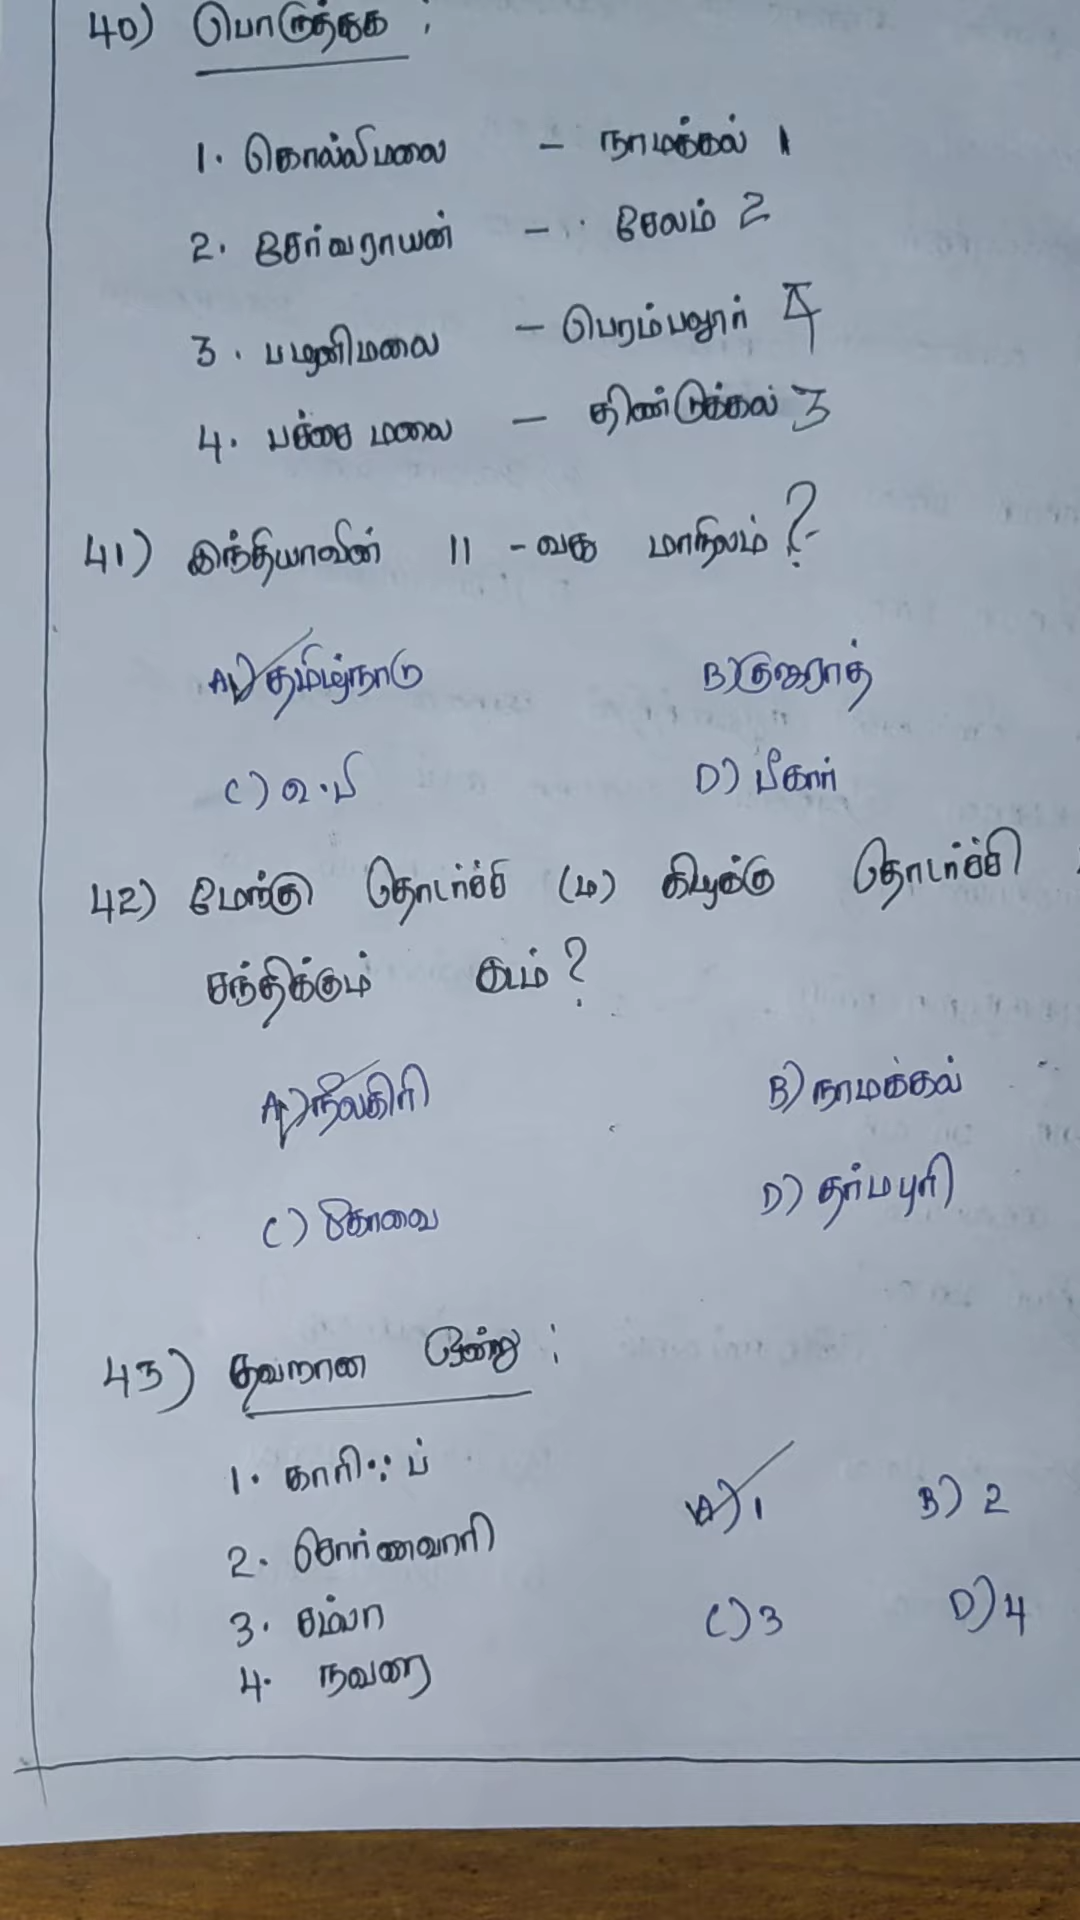 40) பொருத்துக :
1. கொல்லிமலை – நாமக்கல் 1
2. சேர்வராயன் – சேலம் 2
3. பழனிமலை – பெரம்பலூர் 4
4. பச்சை மலை – திண்டுக்கல் 3
41) இந்தியாவின் 11 -வது மாநிலம் ?
A) தமிழ்நாடு B) குஜராத்
C) உ.பி D) பீகார்
42) மேற்கு தொடர்ச்சி (ம) கிழக்கு தொடர்ச்சி
சந்திக்கும் இடம் ?
A) நீலகிரி B) நாமக்கல்
C) கோவை D) தர்மபுரி
43) தவறான ஒன்று :
1. காரிஃப்
A) 1 B) 2
2. சொர்ணவாரி
3. சம்பா C) 3 D) 4
4. நவரை